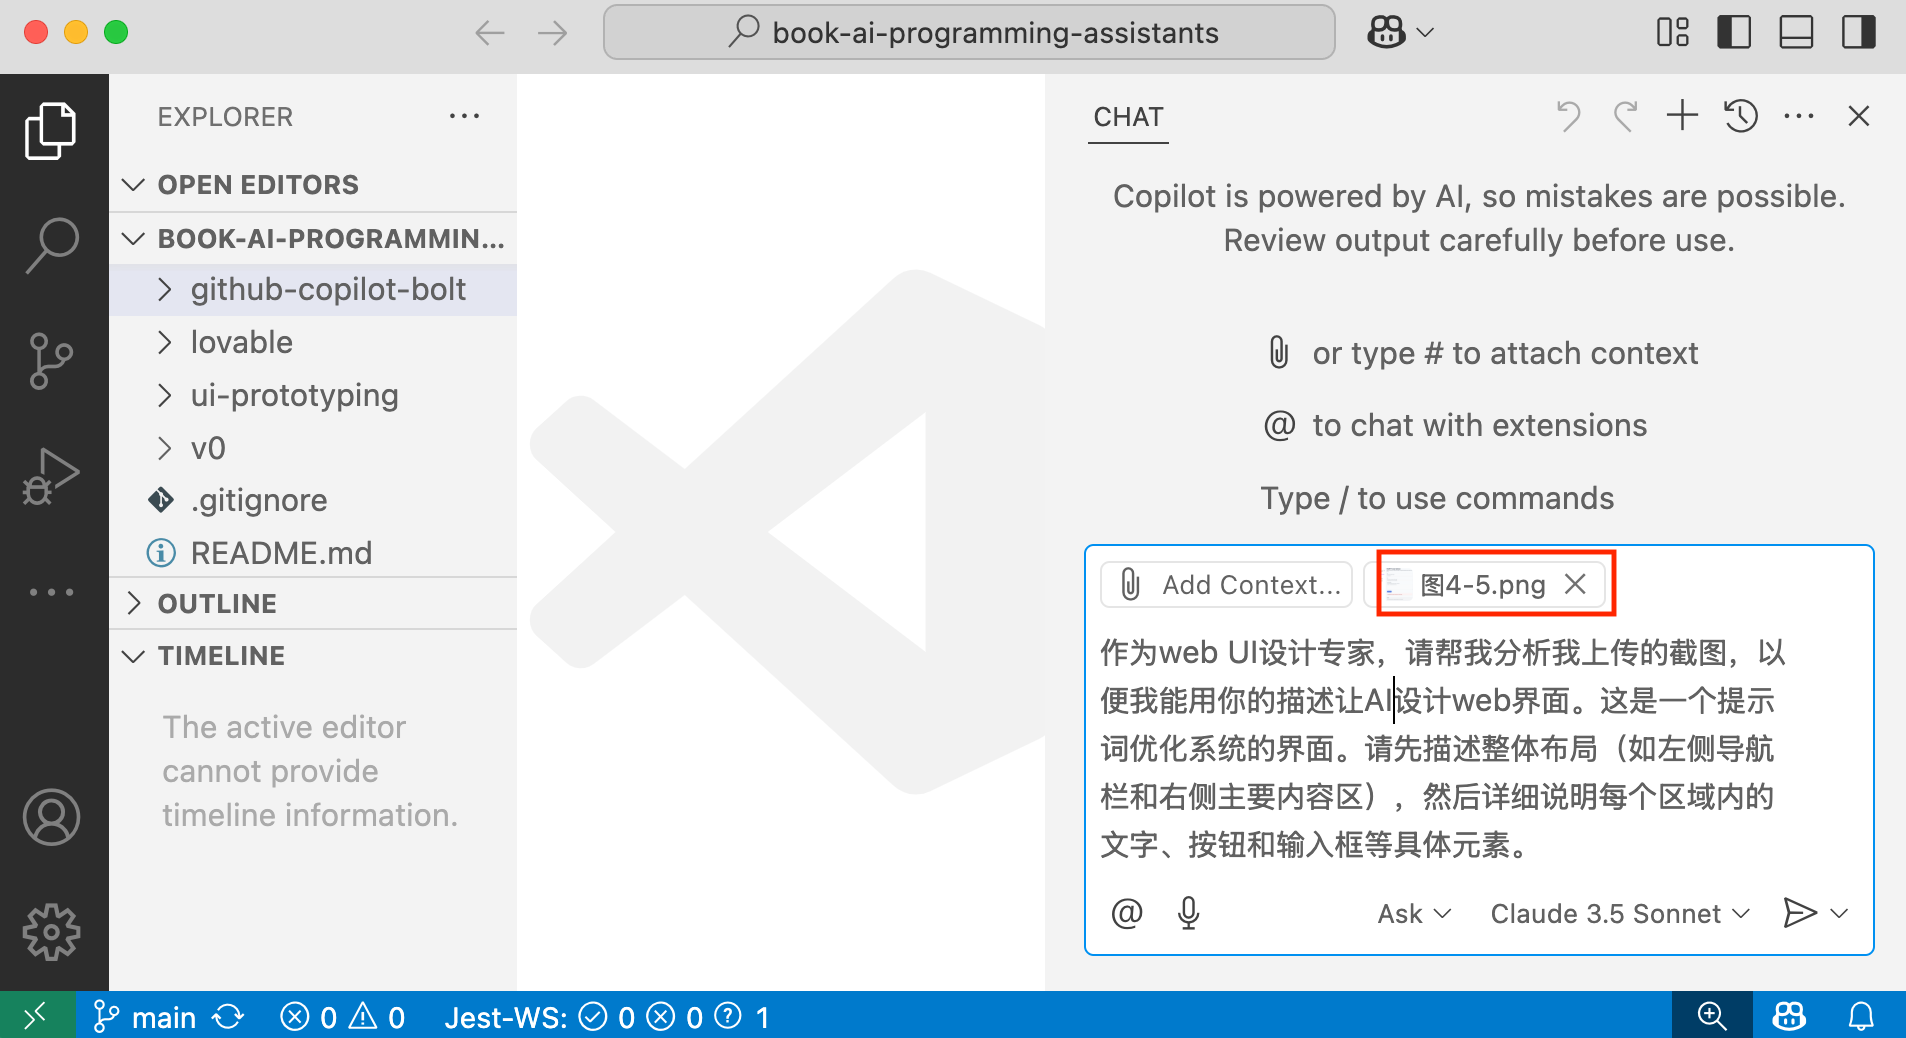 book-ai-programming-assistants
EXPLORER
OPEN EDITORS
BOOK-AI-PROGRAMMIN...
github-copilot-bolt
lovable
ui-prototyping
v0
.gitignore
README.md
OUTLINE
TIMELINE
The active editor
cannot provide
timeline information.
CHAT
Copilot is powered by AI, so mistakes are possible.
Review output carefully before use.
or type # to attach context
@ to chat with extensions
Type / to use commands
Add Context...
图4-5.png
作为web UI设计专家，请帮我分析我上传的截图，以
便我能用你的描述让AI设计web界面。这是一个提示
词优化系统的界面。请先描述整体布局（如左侧导航
栏和右侧主要内容区），然后详细说明每个区域内的
文字、按钮和输入框等具体元素。
@ Ask Claude 3.5 Sonnet
main 0 0 Jest-WS: 0 0 1